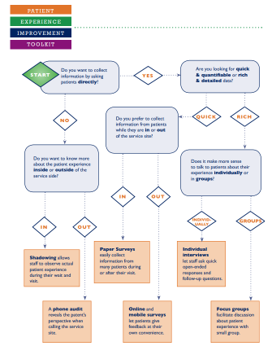 PATIENT
EXPERIENCE
IMPROVEMENT
TOOLKIT
START
Do you want to collect
information by asking
patients directly?
YES
Are you looking for quick
& quantifiable or rich
& detailed data?
NO
Do you prefer to collect
information from patients
while they are in or out
of the service site?
QUICK
RICH
Do you want to know more
about the patient experience
inside or outside of the
service side?
Does it make more sense
to talk to patients about their
experience individually or
in groups?
IN
OUT
IN
OUT
INDIVIDUALLY
GROUPS
Shadowing allows
staff to observe actual
patient experience
during their wait and
visit.
Paper Surveys
easily collect
information from
many patients during
or after their visit.
Individual
interviews
let staff ask quick
open-ended
responses and
follow-up questions.
A phone audit
reveals the patient's
perspective when
calling the service
site.
Online and
mobile surveys
let patients give
feedback at their
own convenience.
Focus groups
facilitate discussion
about patient
experience with
small group.